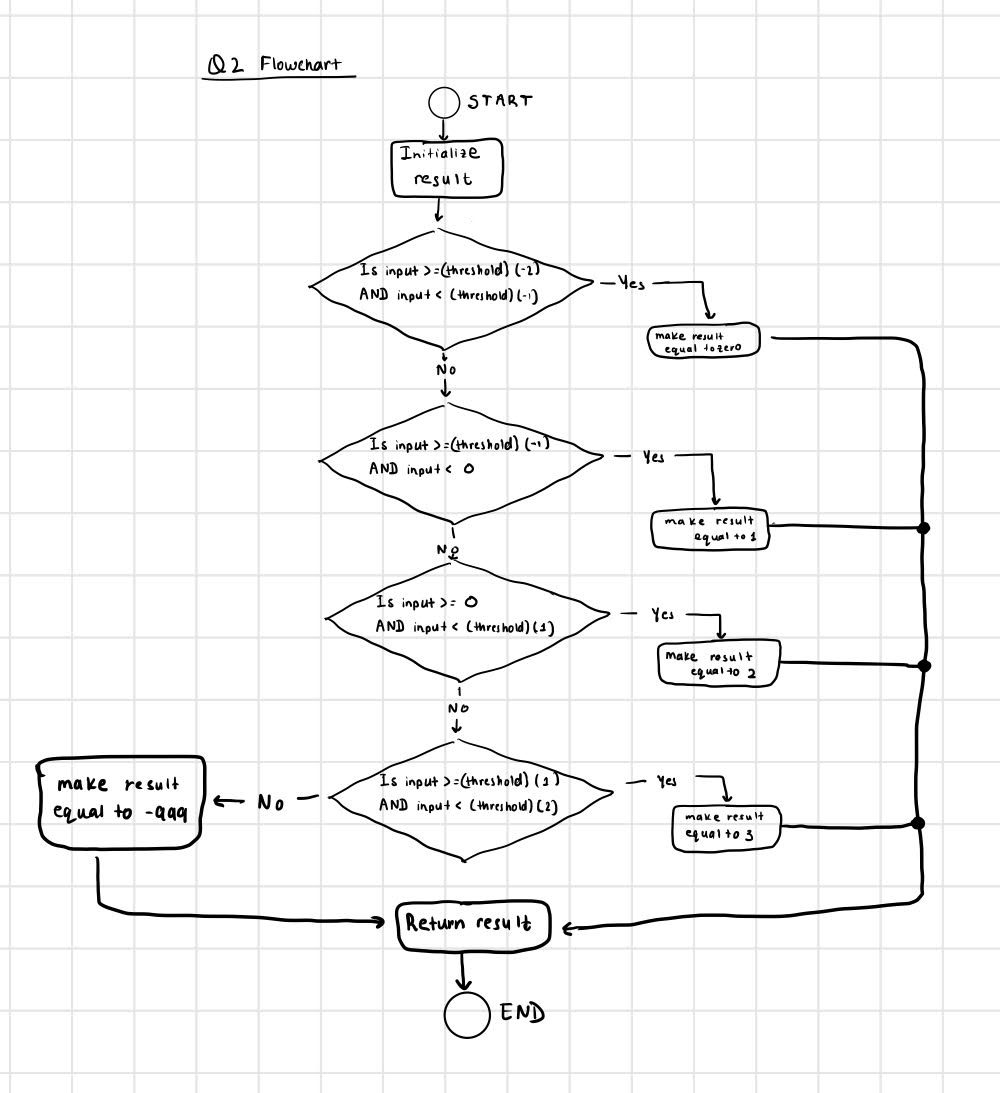 Q2 Flowchart
START
Initialize
result
Is input >=(threshold)(-2)
AND input < (threshold)(-1)
Yes
make result
equal to zero
No
Is input >=(threshold)(-1)
AND input < 0
Yes
make result
equal to 1
No
Is input >= 0
AND input < (threshold)(1)
Yes
make result
equal to 2
No
Is input >=(threshold)(1)
AND input < (threshold)(2)
Yes
make result
equal to 3
No
make result
equal to -999
Return result
END